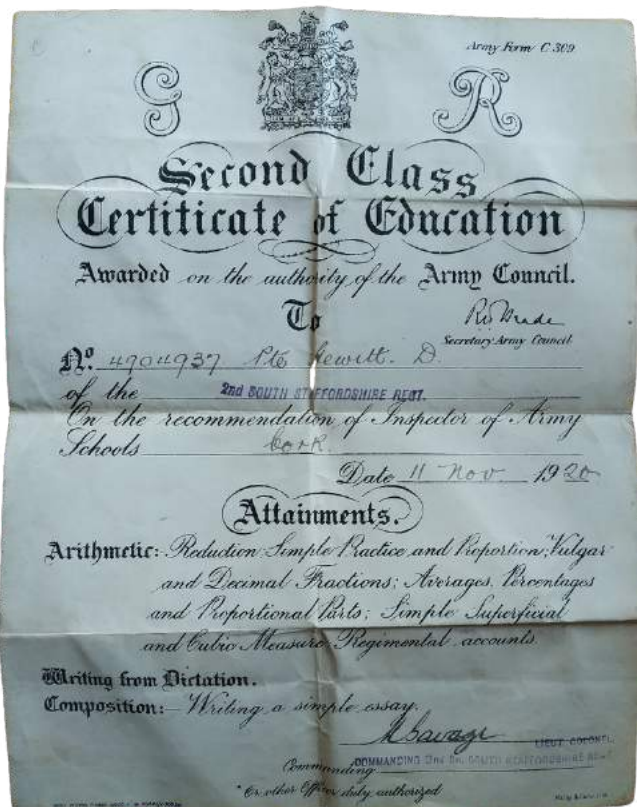 Army Form C 309
G R
Second Class
Certificate of Education
Awarded on the authority of the Army Council.
To
Secretary Army Council
No. 4904937 Pte Hewitt. D.
of the 2nd SOUTH STAFFORDSHIRE REGT.
On the recommendation of Inspector of Army
Schools Cork.
Date 11 Nov 1920
Attainments.
Arithmetic:- Reduction: Simple Practice and Proportion; Vulgar
and Decimal Fractions; Averages, Percentages
and Proportional Parts; Simple Superficial
and Cubic Measure: Regimental accounts.
Writing from Dictation.
Composition:- Writing a simple essay.
LIEUT COLONEL
Commanding COMMANDING 2nd Bn. SOUTH STAFFORDSHIRE REGT.
* Or other Officer duly authorized